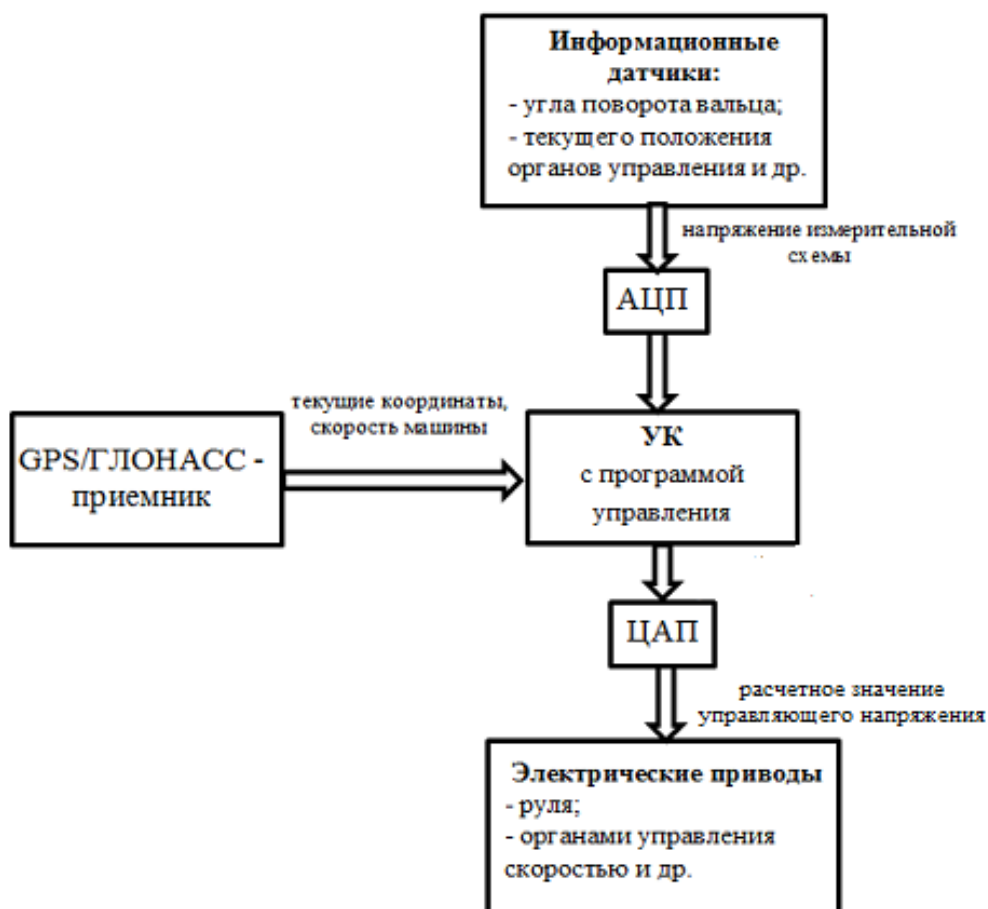 Информационные
датчики:
- угла поворота вальца;
- текущего положения
органов управления и др.
напряжение измерительной
схемы
АЦП
текущие координаты,
скорость машины
GPS/ГЛОНАСС -
приемник
УК
с программой
управления
ЦАП
расчетное значение
управляющего напряжения
Электрические приводы
- руля;
- органами управления
скоростью и др.